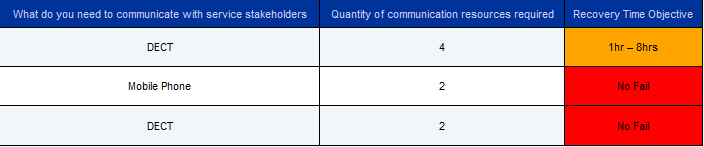 What do you need to communicate with service stakeholders Quantity of communication resources required Recovery Time Objective
DECT 4 1hr – 8hrs
Mobile Phone 2 No Fail
DECT 2 No Fail